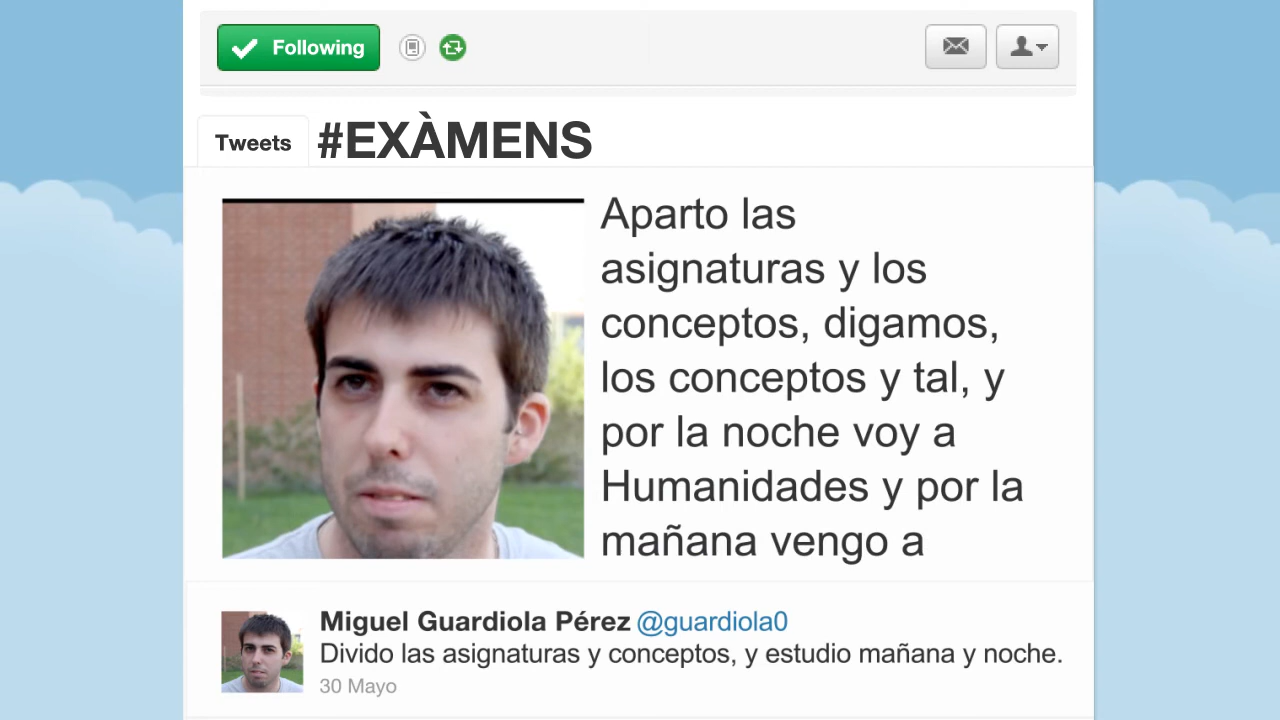 Following
Tweets #EXÀMENS
Aparto las
asignaturas y los
conceptos, digamos,
los conceptos y tal, y
por la noche voy a
Humanidades y por la
mañana vengo a
Miguel Guardiola Pérez @guardiola0
Divido las asignaturas y conceptos, y estudio mañana y noche.
30 Mayo